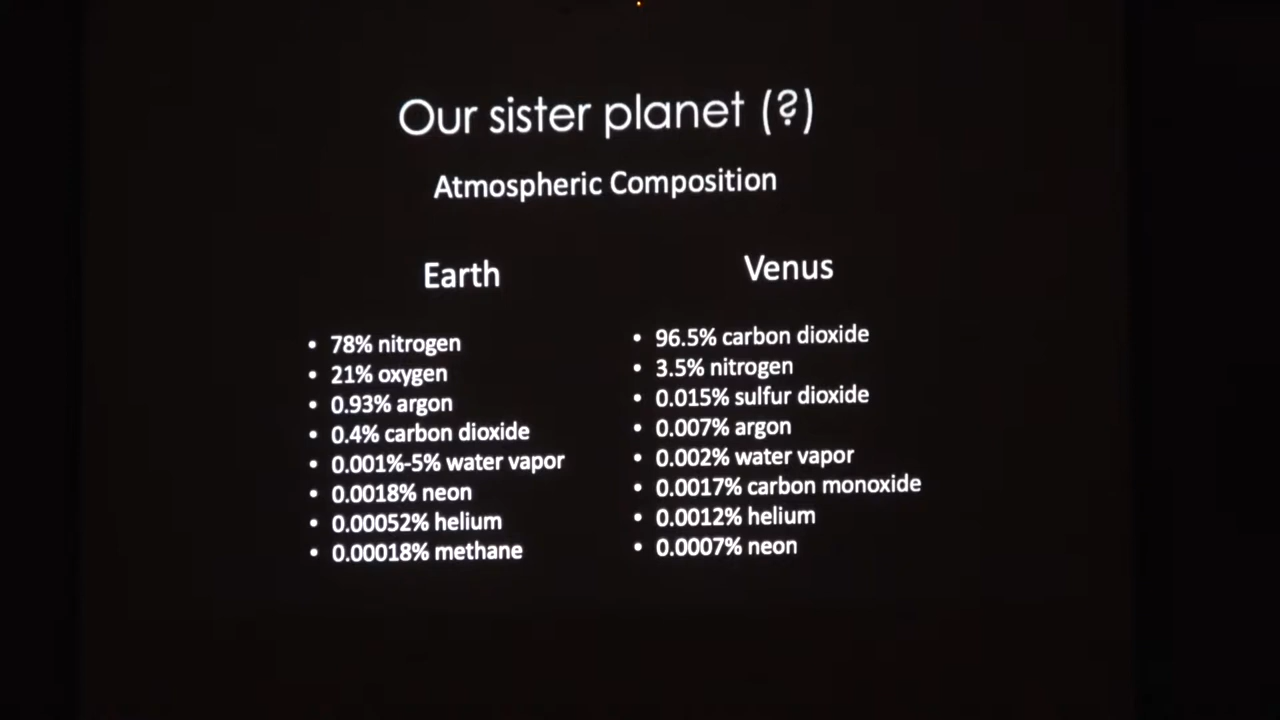 Our sister planet (?)
Atmospheric Composition
Earth
• 78% nitrogen
• 21% oxygen
• 0.93% argon
• 0.4% carbon dioxide
• 0.001%-5% water vapor
• 0.0018% neon
• 0.00052% helium
• 0.00018% methane
Venus
• 96.5% carbon dioxide
• 3.5% nitrogen
• 0.015% sulfur dioxide
• 0.007% argon
• 0.002% water vapor
• 0.0017% carbon monoxide
• 0.0012% helium
• 0.0007% neon